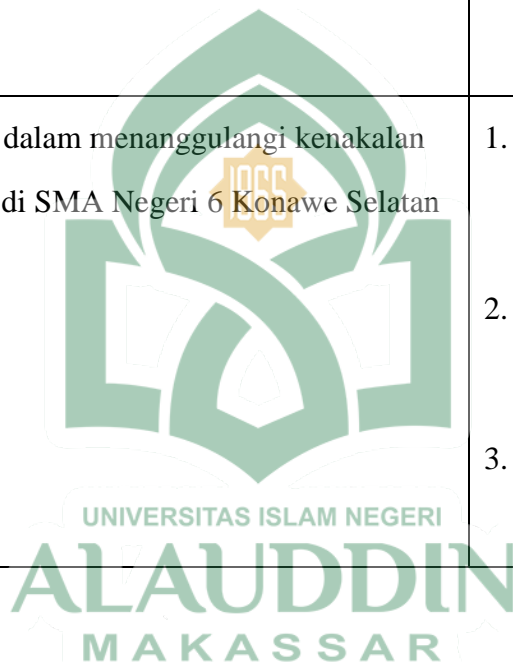 dalam menanggulangi kenakalan
di SMA Negeri 6 Konawe Selatan
1.
2.
3.
1965
UNIVERSITAS ISLAM NEGERI
ALAUDDIN
MAKASSAR